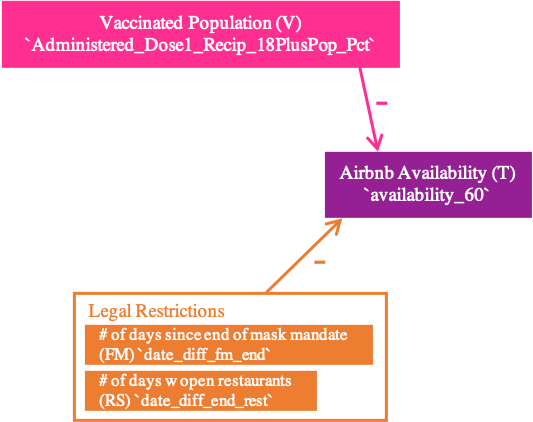 Vaccinated Population (V)
`Administered_Dose1_Recip_18PlusPop_Pct`
–
Airbnb Availability (T)
`availability_60`
–
Legal Restrictions
# of days since end of mask mandate
(FM) `date_diff_fm_end`
# of days w open restaurants
(RS) `date_diff_end_rest`